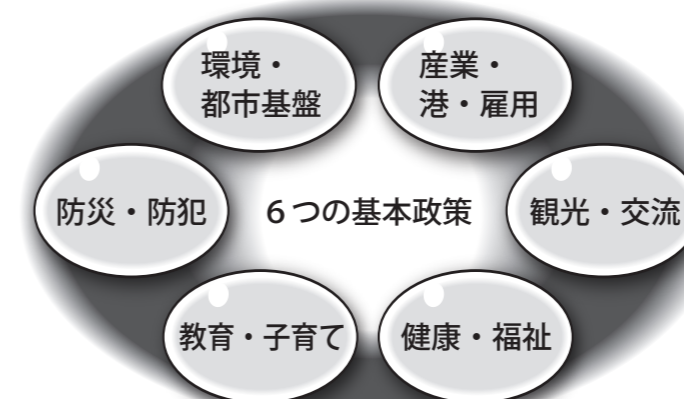 環境・
都市基盤
産業・
港・雇用
防災・防犯
６つの基本政策
観光・交流
教育・子育て
健康・福祉